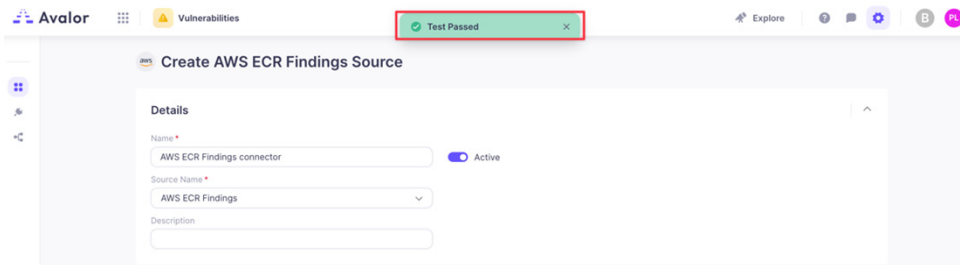 Avalor
Vulnerabilities
Test Passed
Explore
B
PL
aws
Create AWS ECR Findings Source
Details
Name *
AWS ECR Findings connector
Active
Source Name *
AWS ECR Findings
Description